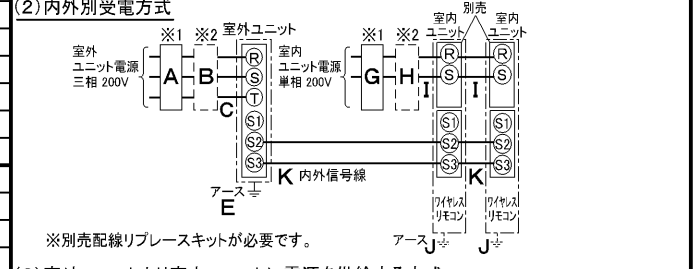 (2)内外別受電方式
別売
※1 ※2 室外ユニット
※1 ※2 室内ユニット 室内ユニット
室外
ユニット電源
三相 200V
A B C
R
S
T
S1
S2
S3
室内
ユニット電源
単相 200V
G H I I
R
S
S1
S2
S3
R
S
S1
S2
S3
K 内外信号線
K
アース
E
ワイヤレス
リモコン
ワイヤレス
リモコン
アース J J
※別売配線リプレースキットが必要です。